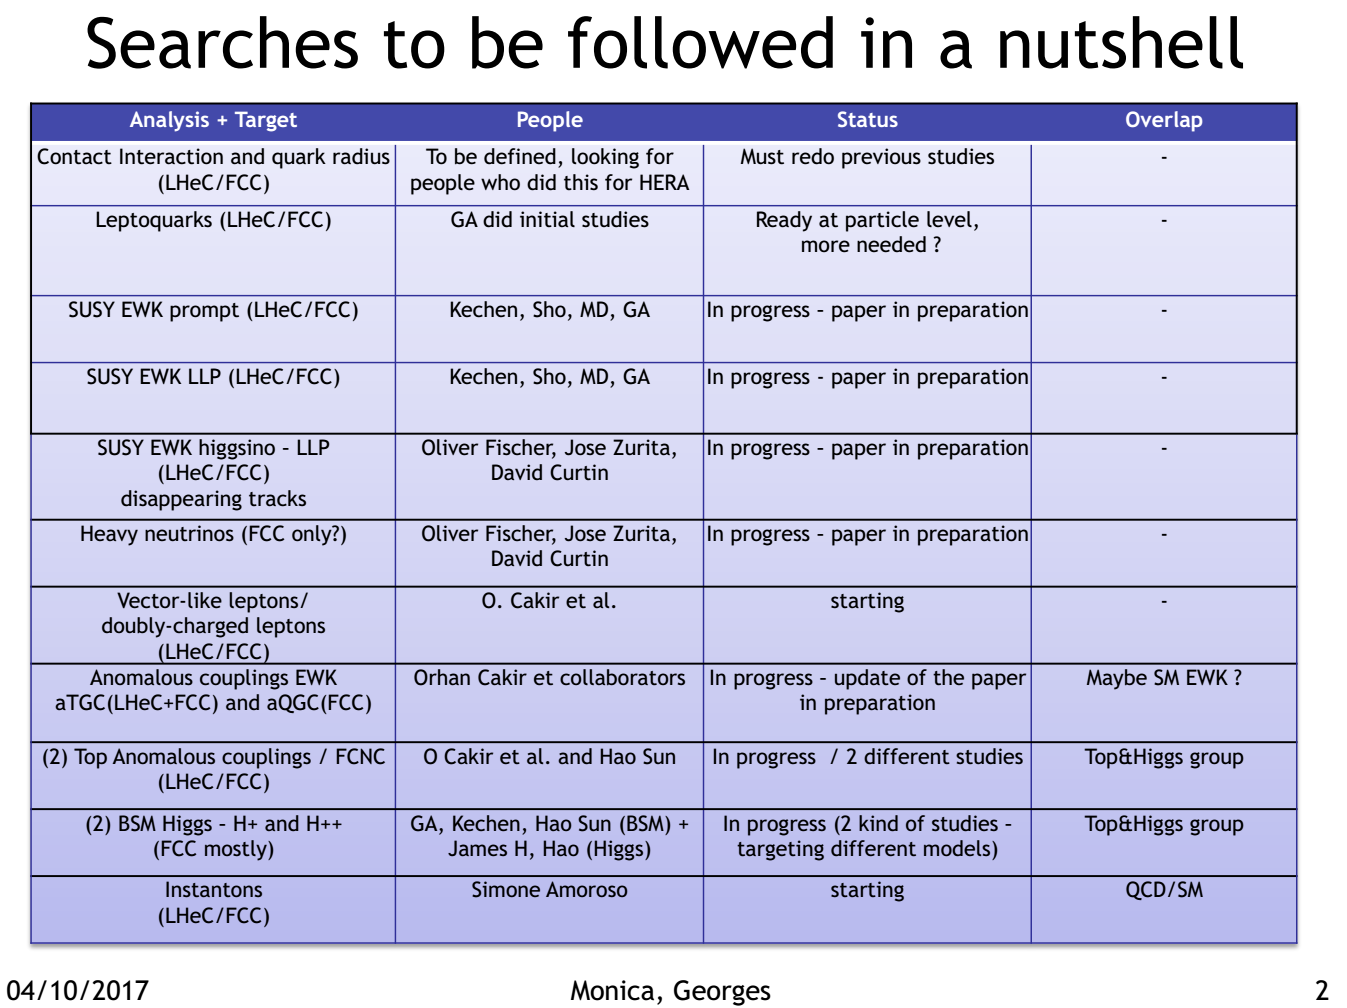 Searches to be followed in a nutshell
Analysis + Target People Status Overlap
Contact Interaction and quark radius To be defined, looking for Must redo previous studies -
(LHeC/FCC) people who did this for HERA
Leptoquarks (LHeC/FCC) GA did initial studies Ready at particle level, -
more needed ?
SUSY EWK prompt (LHeC/FCC) Kechen, Sho, MD, GA In progress – paper in preparation -
SUSY EWK LLP (LHeC/FCC) Kechen, Sho, MD, GA In progress - paper in preparation -
SUSY EWK higgsino – LLP Oliver Fischer, Jose Zurita, In progress – paper in preparation -
(LHeC/FCC) David Curtin
disappearing tracks
Heavy neutrinos (FCC only?) Oliver Fischer, Jose Zurita, In progress – paper in preparation -
David Curtin
Vector-like leptons/ O. Cakir et al. starting -
doubly-charged leptons
(LHeC/FCC)
Anomalous couplings EWK Orhan Cakir et collaborators In progress – update of the paper Maybe SM EWK ?
aTGC(LHeC+FCC) and aQGC(FCC) in preparation
(2) Top Anomalous couplings / FCNC O Cakir et al. and Hao Sun In progress / 2 different studies Top&Higgs group
(LHeC/FCC)
(2) BSM Higgs – H+ and H++ GA, Kechen, Hao Sun (BSM) + In progress (2 kind of studies – Top&Higgs group
(FCC mostly) James H, Hao (Higgs) targeting different models)
Instantons Simone Amoroso starting QCD/SM
(LHeC/FCC)
04/10/2017 Monica, Georges 2